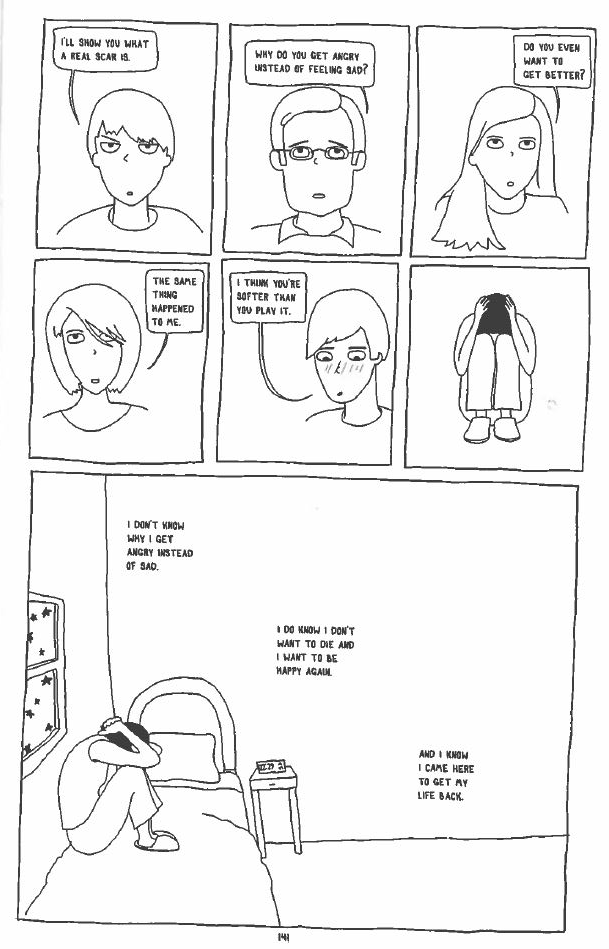 I'LL SHOW YOU WHAT
A REAL SCAR IS.
WHY DO YOU GET ANGRY
INSTEAD OF FEELING SAD?
DO YOU EVEN
WANT TO
GET BETTER?
THE SAME
THING
HAPPENED
TO ME.
I THINK YOU'RE
SOFTER THAN
YOU PLAY IT.
I DON'T KNOW
WHY I GET
ANGRY INSTEAD
OF SAD.
I DO KNOW I DON'T
WANT TO DIE AND
I WANT TO BE
HAPPY AGAIN.
AND I KNOW
I CAME HERE
TO GET MY
LIFE BACK.
141